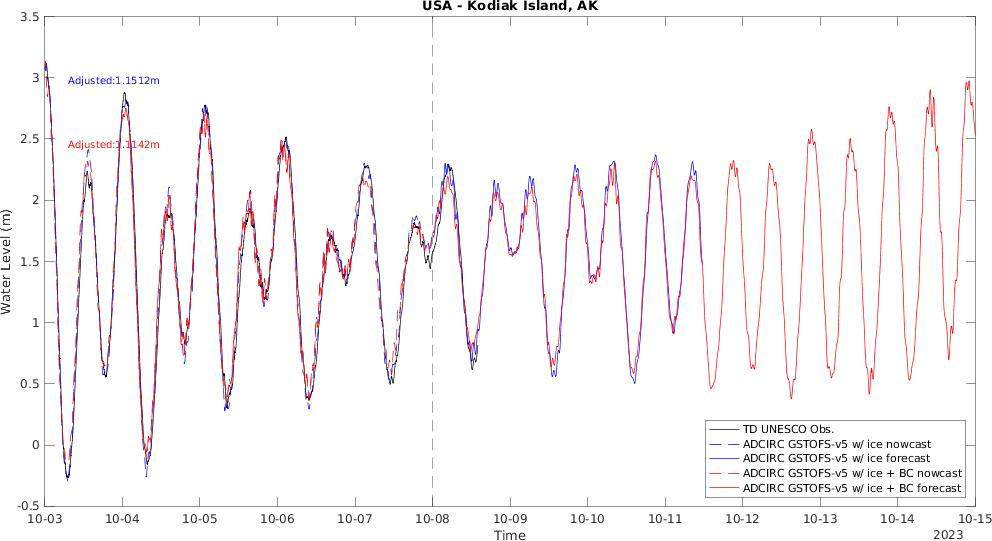 USA - Kodiak Island, AK
3.5
3
2.5
2
1.5
1
0.5
0
-0.5
Water Level (m)
Adjusted:1.1512m
Adjusted:1.1142m
TD UNESCO Obs.
ADCIRC GSTOFS-v5 w/ ice nowcast
ADCIRC GSTOFS-v5 w/ ice forecast
ADCIRC GSTOFS-v5 w/ ice + BC nowcast
ADCIRC GSTOFS-v5 w/ ice + BC forecast
10-03 10-04 10-05 10-06 10-07 10-08 10-09 10-10 10-11 10-12 10-13 10-14 10-15
Time
2023